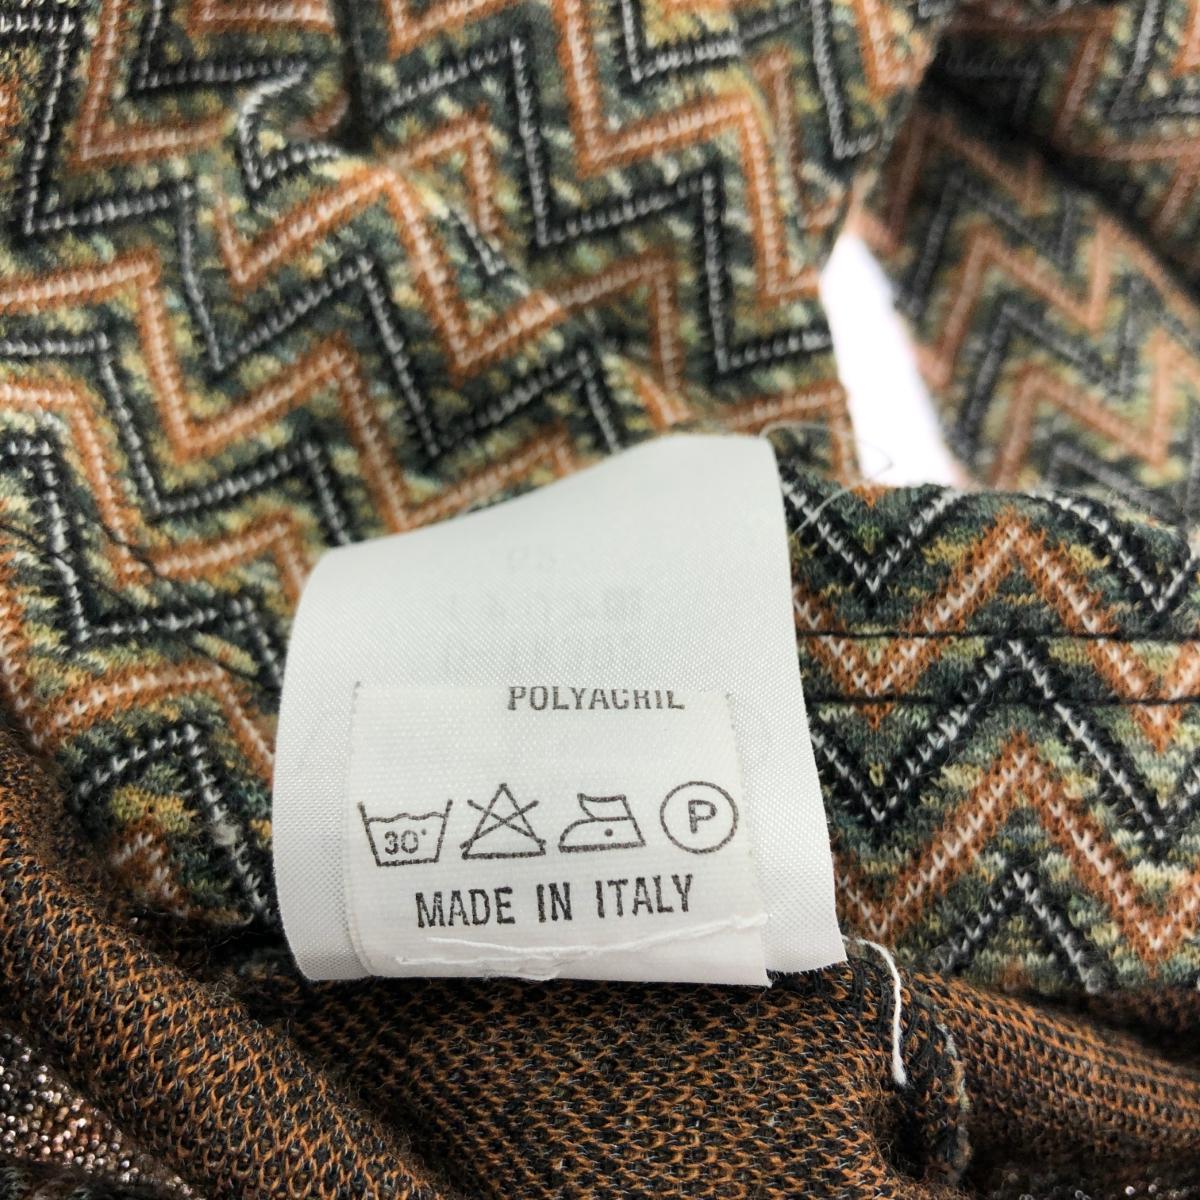 POLYACRIL
30°
P
MADE IN ITALY